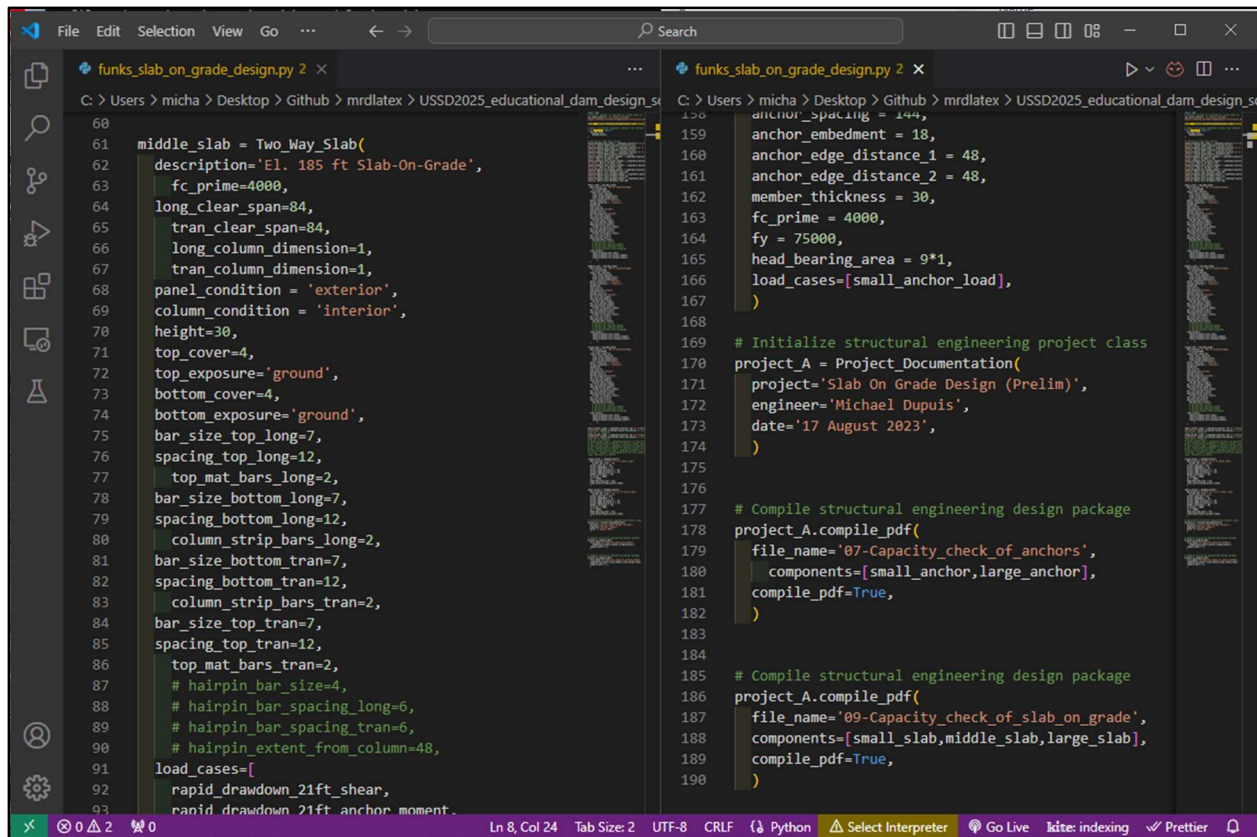 File Edit Selection View Go ··· ← → Search
funks_slab_on_grade_design.py 2 ×
C: > Users > micha > Desktop > Github > mrdlatex > USSD2025_educational_dam_design_so
60
61 middle_slab = Two_Way_Slab(
62 description='El. 185 ft Slab-On-Grade',
63 fc_prime=4000,
64 long_clear_span=84,
65 tran_clear_span=84,
66 long_column_dimension=1,
67 tran_column_dimension=1,
68 panel_condition = 'exterior',
69 column_condition = 'interior',
70 height=30,
71 top_cover=4,
72 top_exposure='ground',
73 bottom_cover=4,
74 bottom_exposure='ground',
75 bar_size_top_long=7,
76 spacing_top_long=12,
77 top_mat_bars_long=2,
78 bar_size_bottom_long=7,
79 spacing_bottom_long=12,
80 column_strip_bars_long=2,
81 bar_size_bottom_tran=7,
82 spacing_bottom_tran=12,
83 column_strip_bars_tran=2,
84 bar_size_top_tran=7,
85 spacing_top_tran=12,
86 top_mat_bars_tran=2,
87 # hairpin_bar_size=4,
88 # hairpin_bar_spacing_long=6,
89 # hairpin_bar_spacing_tran=6,
90 # hairpin_extent_from_column=48,
91 load_cases=[
92 rapid_drawdown_21ft_shear,
93 rapid_drawdown_21ft_anchor_moment,
funks_slab_on_grade_design.py 2 ×
C: > Users > micha > Desktop > Github > mrdlatex > USSD2025_educational_dam_design_so
158 anchor_spacing = 144,
159 anchor_embedment = 18,
160 anchor_edge_distance_1 = 48,
161 anchor_edge_distance_2 = 48,
162 member_thickness = 30,
163 fc_prime = 4000,
164 fy = 75000,
165 head_bearing_area = 9*1,
166 load_cases=[small_anchor_load],
167 )
168
169 # Initialize structural engineering project class
170 project_A = Project_Documentation(
171 project='Slab On Grade Design (Prelim)',
172 engineer='Michael Dupuis',
173 date='17 August 2023',
174 )
175
176
177 # Compile structural engineering design package
178 project_A.compile_pdf(
179 file_name='07-Capacity_check_of_anchors',
180 components=[small_anchor,large_anchor],
181 compile_pdf=True,
182 )
183
184
185 # Compile structural engineering design package
186 project_A.compile_pdf(
187 file_name='09-Capacity_check_of_slab_on_grade',
188 components=[small_slab,middle_slab,large_slab],
189 compile_pdf=True,
190 )
0 2 0 Ln 8, Col 24 Tab Size: 2 UTF-8 CRLF Python Select Interpreter Go Live kite: indexing Prettier